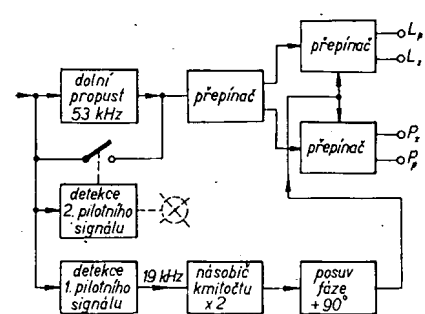 dolní
propust
53 kHz
přepínač
přepínač
L_p
L_z
přepínač
P_z
P_p
detekce
2. pilotního
signálu
detekce
1. pilotního
signálu
19 kHz
násobič
kmitočtu
x 2
posuv
fáze
+90°